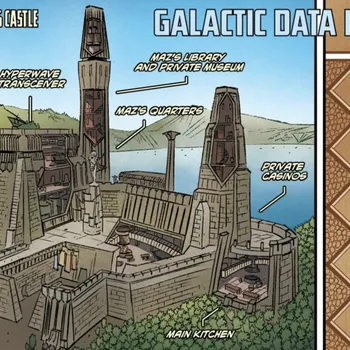 CASTLE
GALACTIC DATA
HYPERWAVE
TRANSCEIVER
MAZ'S LIBRARY
AND PRIVATE MUSEUM
MAZ'S QUARTERS
PRIVATE
CASINOS
MAIN KITCHEN